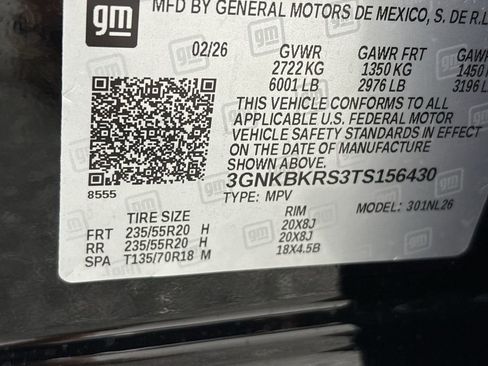 gm
MFD BY GENERAL MOTORS DE MEXICO, S. DE R.L
02/26 GVWR GAWR FRT GAWR
2722 KG 1350 KG 1450
6001 LB 2976 LB 3196 LB
THIS VEHICLE CONFORMS TO ALL
APPLICABLE U.S. FEDERAL MOTOR
VEHICLE SAFETY STANDARDS IN EFFECT
ON THE DATE OF MANUFACTURE
SHOWN ABOVE.
8555 3GNKBKRS3TS156430
TYPE: MPV MODEL: 301NL26
TIRE SIZE RIM
FRT 235/55R20 H 20X8J
RR 235/55R20 H 20X8J
SPA T135/70R18 M 18X4.5B